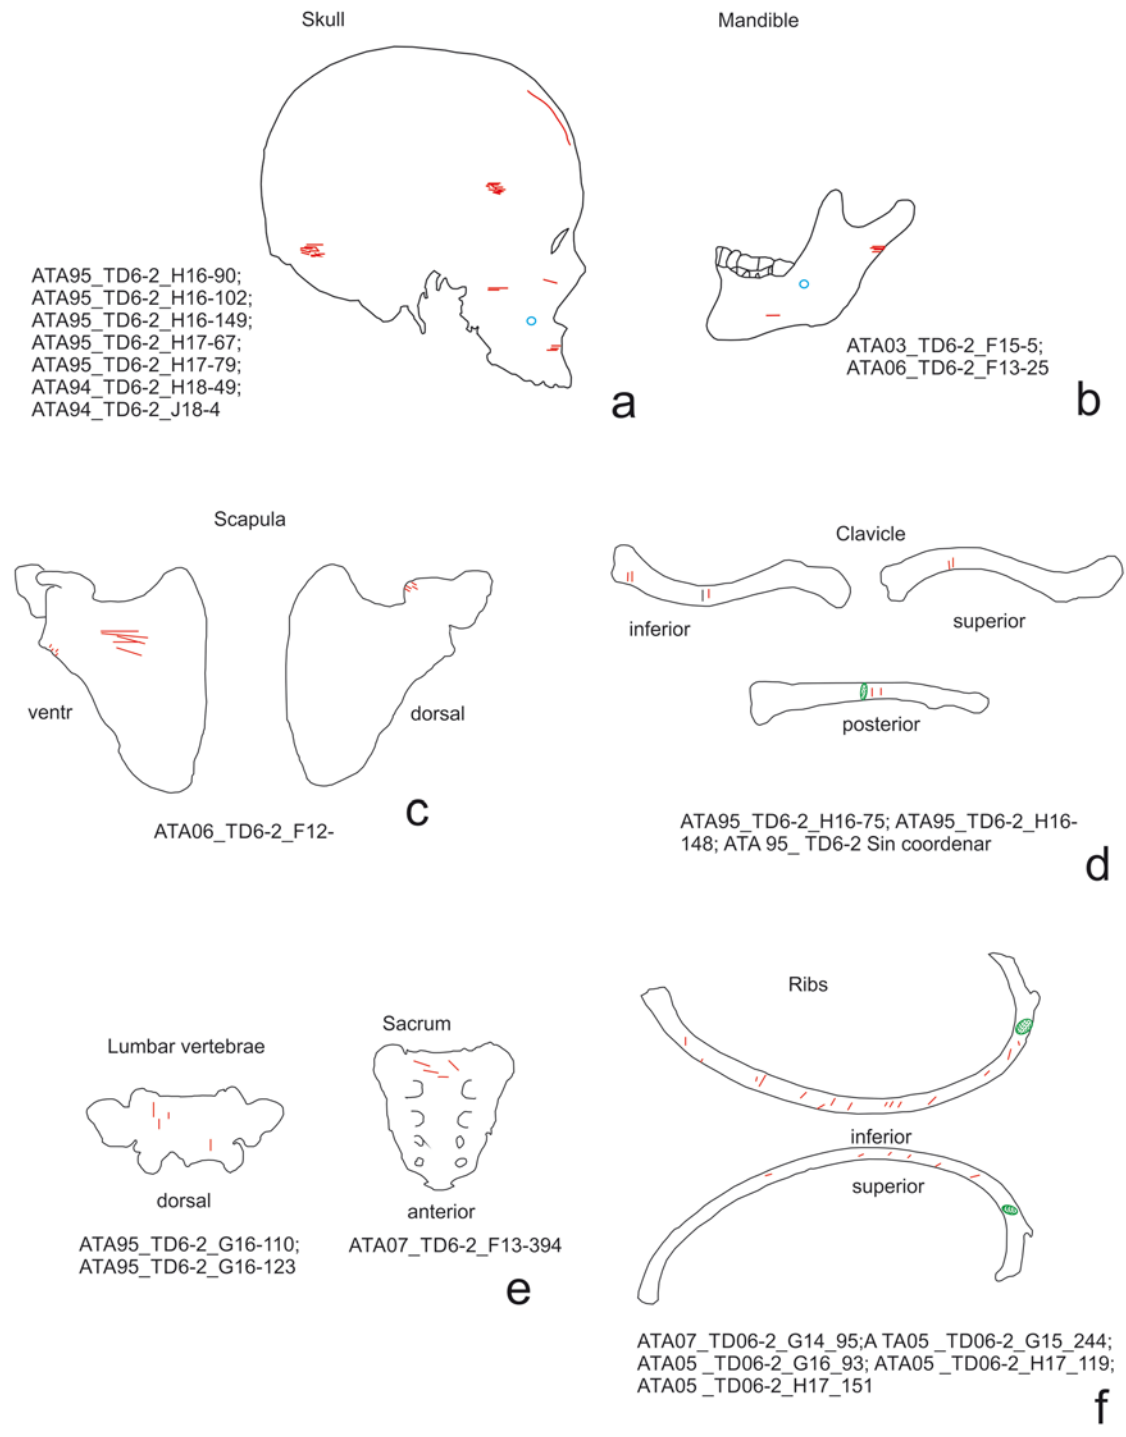 Skull
Mandible
ATA95_TD6-2_H16-90;
ATA95_TD6-2_H16-102;
ATA95_TD6-2_H16-149;
ATA95_TD6-2_H17-67;
ATA95_TD6-2_H17-79;
ATA94_TD6-2_H18-49;
ATA94_TD6-2_J18-4
a
ATA03_TD6-2_F15-5;
ATA06_TD6-2_F13-25
b
Scapula
ventr
dorsal
ATA06_TD6-2_F12-
c
Clavicle
inferior
superior
posterior
ATA95_TD6-2_H16-75; ATA95_TD6-2_H16-
148; ATA 95_ TD6-2 Sin coordenar
d
Lumbar vertebrae
dorsal
ATA95_TD6-2_G16-110;
ATA95_TD6-2_G16-123
Sacrum
anterior
ATA07_TD6-2_F13-394
e
Ribs
inferior
superior
ATA07_TD06-2_G14_95;A TA05 _TD06-2_G15_244;
ATA05 _TD06-2_G16_93; ATA05 _TD06-2_H17_119;
ATA05 _TD06-2_H17_151
f